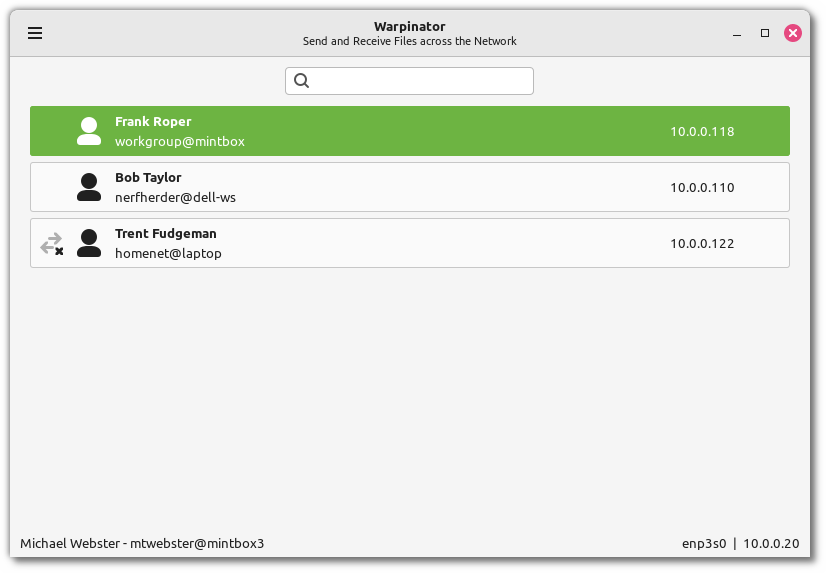 Warpinator
Send and Receive Files across the Network
Frank Roper
workgroup@mintbox
10.0.0.118
Bob Taylor
nerfherder@dell-ws
10.0.0.110
Trent Fudgeman
homenet@laptop
10.0.0.122
Michael Webster - mtwebster@mintbox3
enp3s0 | 10.0.0.20